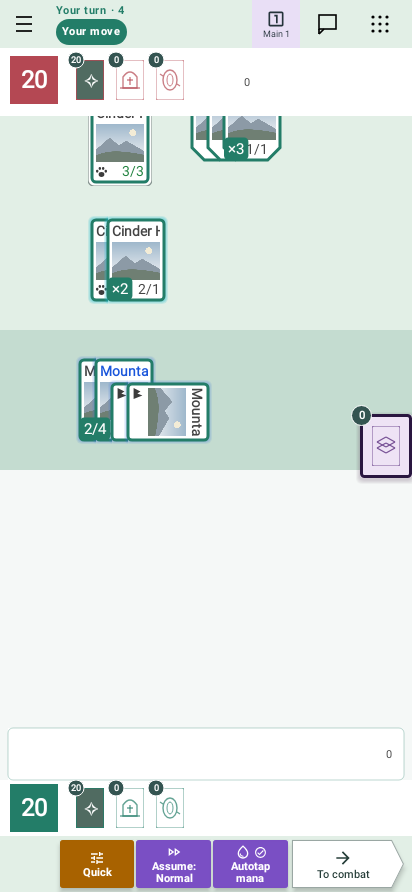 Your turn · 4
Your move
1
Main 1
20
20
0
0
0
3/3
×3
1/1
Cinder H
×2
2/1
Mounta
2/4
Mounta
0
0
20
20
0
0
Quick
Assume:
Normal
Autotap
mana
To combat